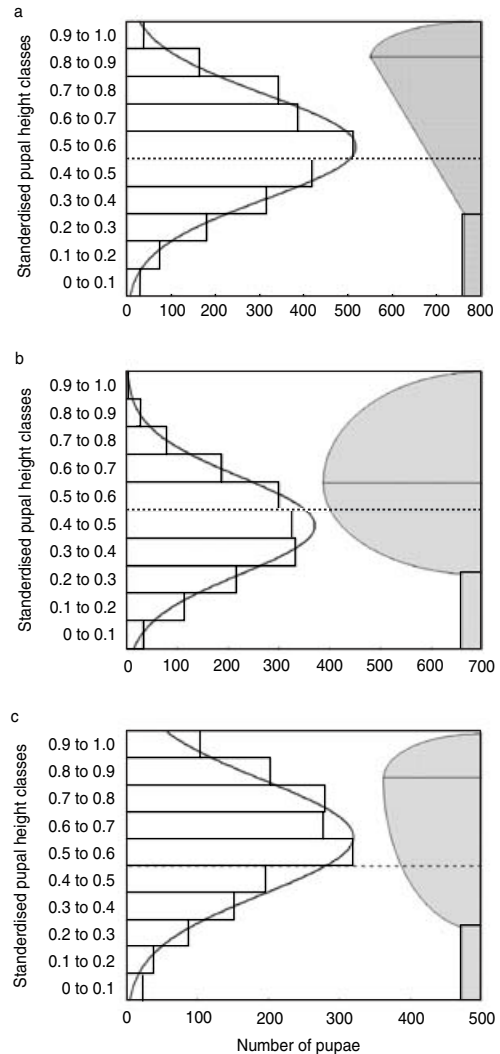 a
Standerdised pupal height classes
0.9 to 1.0
0.8 to 0.9
0.7 to 0.8
0.6 to 0.7
0.5 to 0.6
0.4 to 0.5
0.3 to 0.4
0.2 to 0.3
0.1 to 0.2
0 to 0.1
0 100 200 300 400 500 600 700 800
b
Standerdised pupal height classes
0.9 to 1.0
0.8 to 0.9
0.7 to 0.8
0.6 to 0.7
0.5 to 0.6
0.4 to 0.5
0.3 to 0.4
0.2 to 0.3
0.1 to 0.2
0 to 0.1
0 100 200 300 400 500 600 700
c
Standerdised pupal height classes
0.9 to 1.0
0.8 to 0.9
0.7 to 0.8
0.6 to 0.7
0.5 to 0.6
0.4 to 0.5
0.3 to 0.4
0.2 to 0.3
0.1 to 0.2
0 to 0.1
0 100 200 300 400 500
Number of pupae